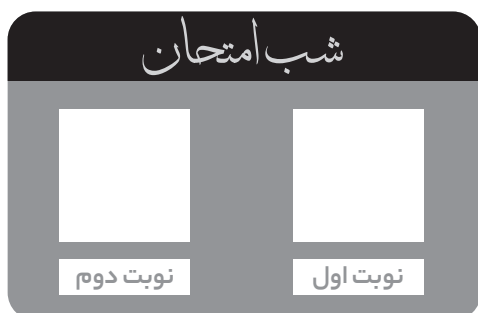 شب امتحان
نوبت اول
نوبت دوم